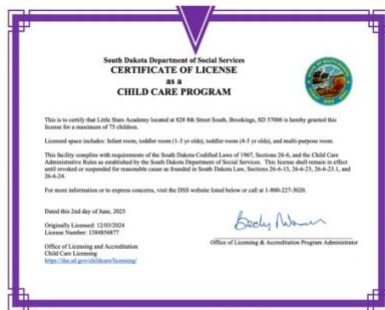 South Dakota Department of Social Services
CERTIFICATE OF LICENSE
as a
CHILD CARE PROGRAM
This is to certify that Little Stars Academy located at 828 8th Street South, Brookings, SD 57006 is hereby granted this
license for a maximum of 75 children.
Licensed space includes: Infant room, toddler room (1-3 yr olds), toddler room (4-5 yr olds), and multi-purpose room.
This facility complies with requirements of the South Dakota Codified Laws of 1967, Sections 26-6, and the Child Care
Administrative Rules as established by the South Dakota Department of Social Services. This license shall remain in effect
until revoked or suspended for reasonable cause as founded in South Dakota Law, Sections 26-6-13, 26-6-23, 26-6-23.1, and
26-6-24.
For more information or to express concerns, visit the DSS website listed below or call at 1-800-227-3020.
Dated this 2nd day of June, 2025
Originally Licensed: 12/03/2024
License Number: 1284856877
Becky
Office of Licensing & Accreditation Program Administrator
Office of Licensing and Accreditation
Child Care Licensing
https://dss.sd.gov/childcare/licensing/